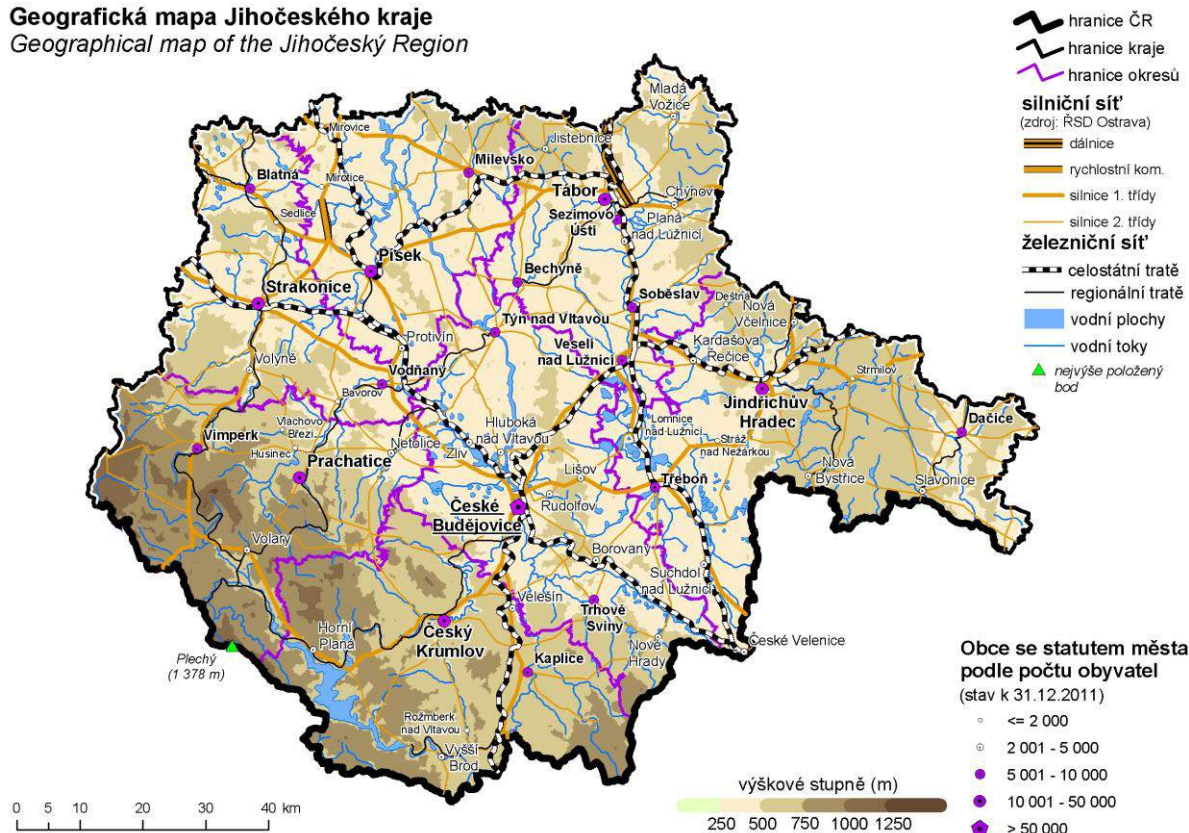 Geografická mapa Jihočeského kraje
Geographical map of the Jihočeský Region
hranice ČR
hranice kraje
hranice okresů
silniční síť
(zdroj: ŘSD Ostrava)
dálnice
rychlostní kom.
silnice 1. třídy
silnice 2. třídy
železniční síť
celostátní tratě
regionální tratě
vodní plochy
vodní toky
nejvýše položený
bod
Mladá
Vožice
Mirovice
Jistebnice
Milevsko
Blatná
Mirotice
Tábor
Chýnov
Sedlice
Sezimovo
Ústí
Planá
nad Lužnicí
Písek
Bechyně
Strakonice
Soběslav
Deštná
Nová
Včelnice
Týn nad Vltavou
Protivín
Kardašova
Řečice
Veselí
nad Lužnicí
Volyně
Vodňany
Bavorov
Strmilov
Jindřichův
Hradec
Dačice
Vlachovo
Březí
Hluboká
nad Vltavou
Lomnice
nad Lužnicí
Vimperk
Husinec
Netolice
Zliv
Stráž
nad Nežárkou
Prachatice
Lišov
Třeboň
Nová
Bystřice
Slavonice
České
Budějovice
Rudolfov
Volary
Borovany
Suchdol
nad Lužnicí
Velešín
Trhové
Sviny
Horní
Planá
Český
Krumlov
Nové
Hrady
České Velenice
Plechý
(1 378 m)
Kaplice
Rožmberk
nad Vltavou
Vyšší
Brod
Obce se statutem města
podle počtu obyvatel
(stav k 31.12.2011)
<= 2 000
2 001 - 5 000
5 001 - 10 000
10 001 - 50 000
> 50 000
výškové stupně (m)
250 500 750 1000 1250
0 5 10 20 30 40 km